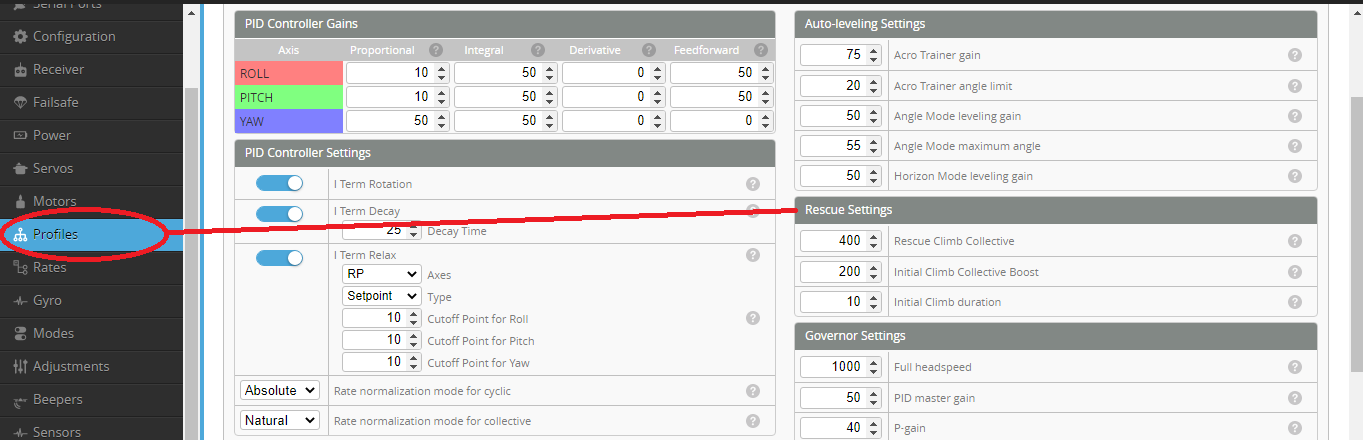 Serial Ports
Configuration
Receiver
Failsafe
Power
Servos
Motors
Profiles
Rates
Gyro
Modes
Adjustments
Beepers
Sensors
PID Controller Gains
Axis Proportional ? Integral ? Derivative ? Feedforward ?
ROLL 10 50 0 50
PITCH 10 50 0 50
YAW 50 50 0 0
PID Controller Settings
I Term Rotation ?
I Term Decay ?
25 Decay Time
I Term Relax ?
RP Axes
Setpoint Type
10 Cutoff Point for Roll ?
10 Cutoff Point for Pitch
10 Cutoff Point for Yaw
Absolute Rate normalization mode for cyclic ?
Natural Rate normalization mode for collective ?
Auto-leveling Settings
75 Acro Trainer gain ?
20 Acro Trainer angle limit ?
50 Angle Mode leveling gain ?
55 Angle Mode maximum angle ?
50 Horizon Mode leveling gain ?
Rescue Settings
400 Rescue Climb Collective ?
200 Initial Climb Collective Boost ?
10 Initial Climb duration ?
Governor Settings
1000 Full headspeed ?
50 PID master gain ?
40 P-gain ?